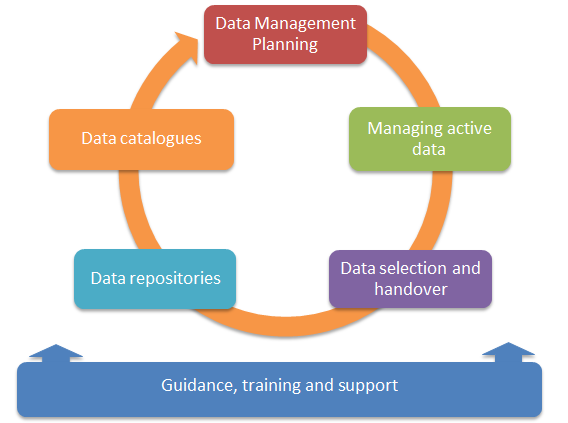 Data Management
Planning
Managing active
data
Data selection and
handover
Data repositories
Data catalogues
Guidance, training and support